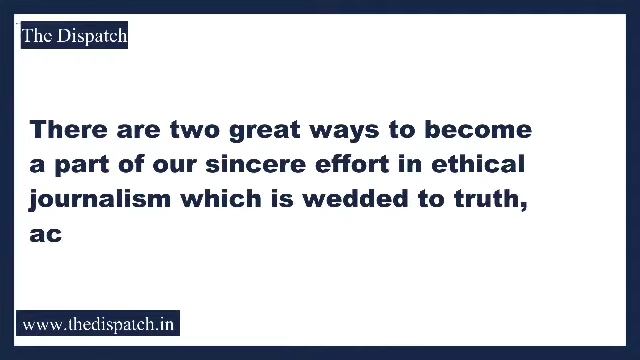 The Dispatch
There are two great ways to become
a part of our sincere effort in ethical
journalism which is wedded to truth,
ac
www.thedispatch.in